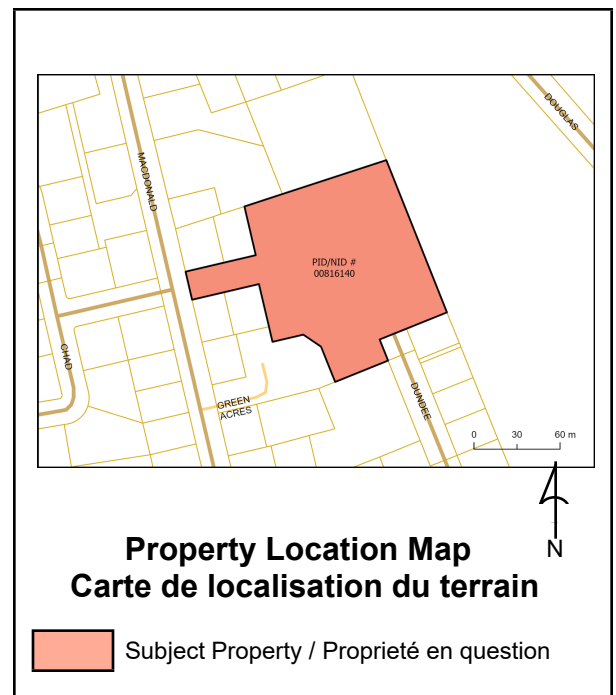 DOUGLAS
MACDONALD
PID/NID #
00816140
CHAD
GREEN
ACRES
DUNDEE
0 30 60 m
N
Property Location Map
Carte de localisation du terrain
Subject Property / Proprieté en question